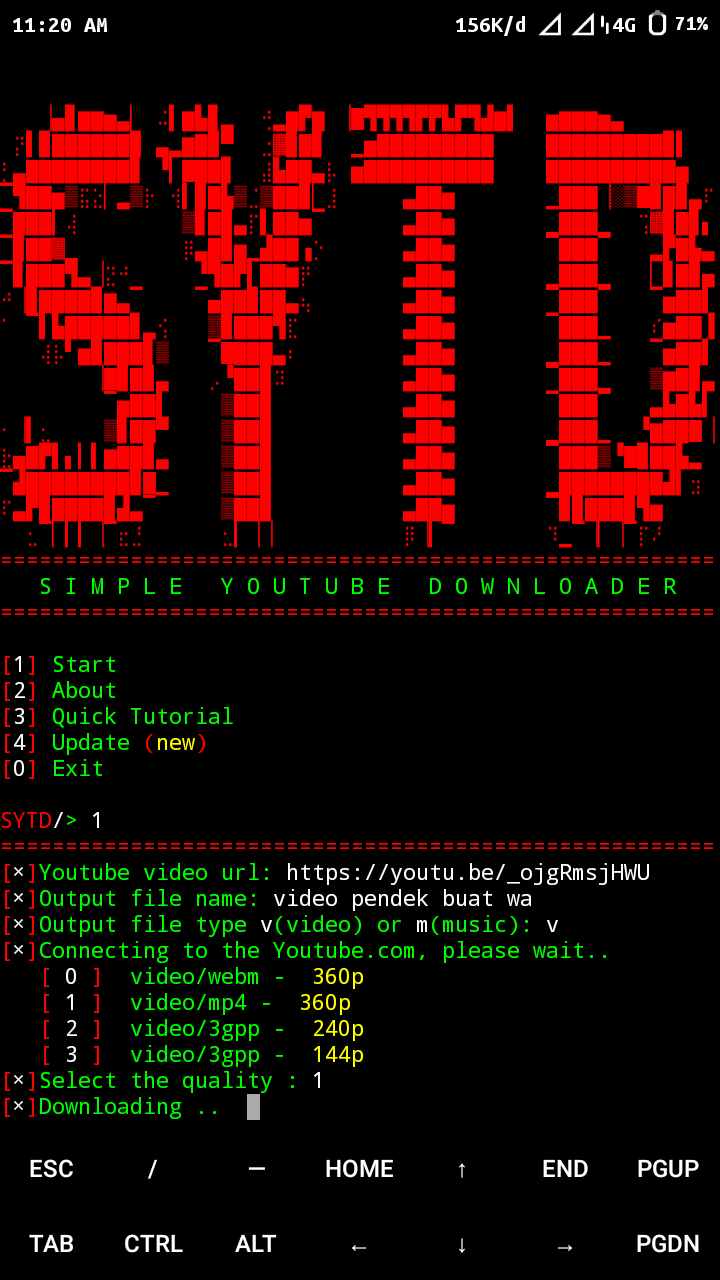 11:20 AM 156K/d 4G 71%
SYTD
SIMPLE YOUTUBE DOWNLOADER
[1] Start
[2] About
[3] Quick Tutorial
[4] Update (new)
[0] Exit
SYTD/> 1
[×]Youtube video url: https://youtu.be/_ojgRmsjHWU
[×]Output file name: video pendek buat wa
[×]Output file type v(video) or m(music): v
[×]Connecting to the Youtube.com, please wait..
[ 0 ] video/webm - 360p
[ 1 ] video/mp4 - 360p
[ 2 ] video/3gpp - 240p
[ 3 ] video/3gpp - 144p
[×]Select the quality : 1
[×]Downloading ..
ESC / — HOME ↑ END PGUP
TAB CTRL ALT ← ↓ → PGDN